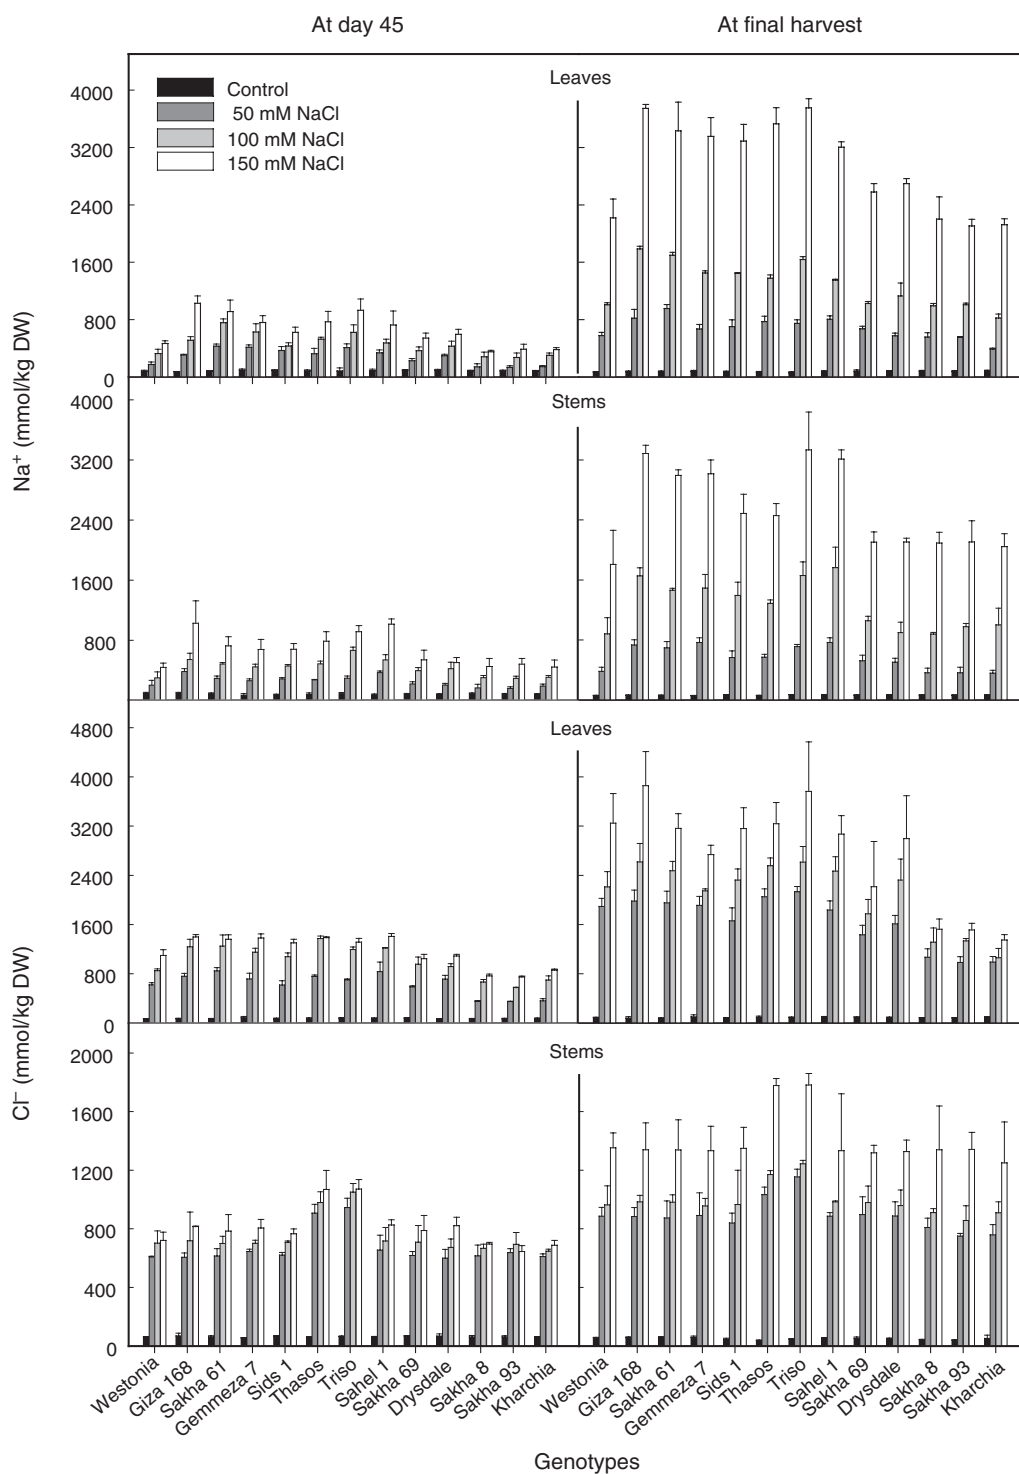 At day 45 At final harvest
Leaves
Control
50 mM NaCl
100 mM NaCl
150 mM NaCl
4000
3200
2400
1600
800
0
Stems
4000
3200
2400
1600
800
Na⁺ (mmol/kg DW)
Leaves
4800
4000
3200
2400
1600
800
0
Stems
2000
1600
1200
800
400
0
Cl⁻ (mmol/kg DW)
Westonia
Giza 168
Sakha 61
Gemmeza 7
Sids 1
Thasos
Triso
Sahel 1
Sakha 69
Drysdale
Sakha 8
Sakha 93
Kharchia
Westonia
Giza 168
Sakha 61
Gemmeza 7
Sids 1
Thasos
Triso
Sahel 1
Sakha 69
Drysdale
Sakha 8
Sakha 93
Kharchia
Genotypes